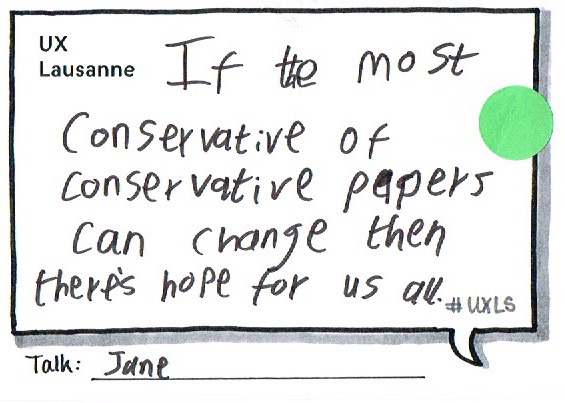 UX
Lausanne
If the most
Conservative of
conservative papers
can change then
there's hope for us all.
#UXLS
Talk: Jane